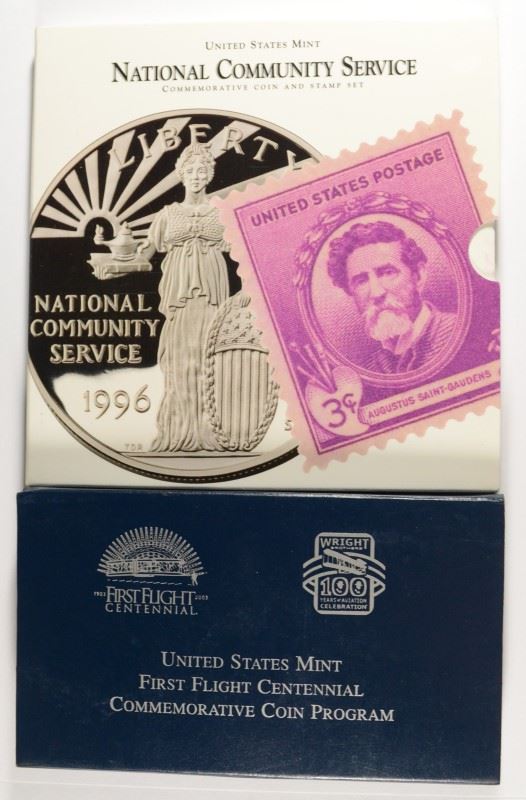 UNITED STATES MINT
NATIONAL COMMUNITY SERVICE
COMMEMORATIVE COIN AND STAMP SET
LIBERTY
NATIONAL
COMMUNITY
SERVICE
1996
TDR
S
UNITED STATES POSTAGE
3¢
AUGUSTUS SAINT-GAUDENS
1903 FIRST FLIGHT 2003
CENTENNIAL
WRIGHT
BROTHERS
100
YEARS OF AVIATION
CELEBRATION
UNITED STATES MINT
FIRST FLIGHT CENTENNIAL
COMMEMORATIVE COIN PROGRAM